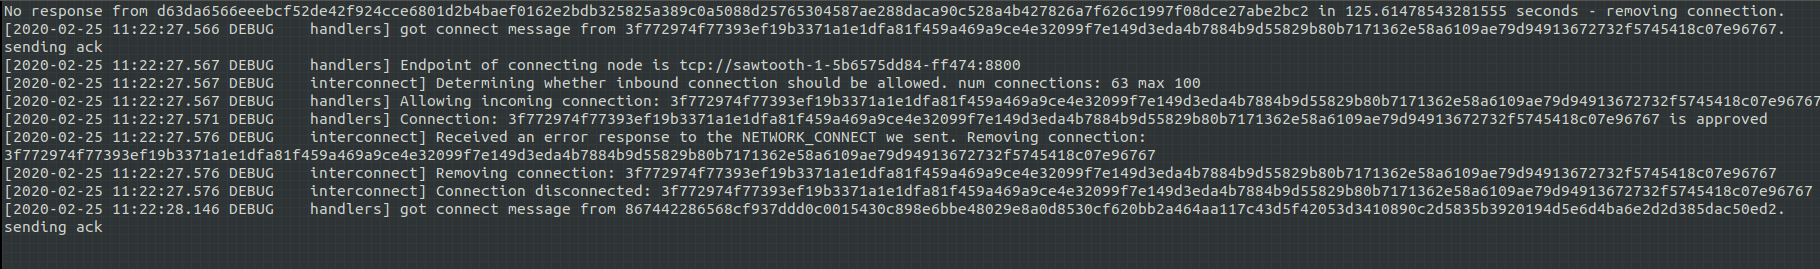 No response from d63da6566eeebcf52de42f924cce6801d2b4baef0162e2bdb325825a389c0a5088d25765304587ae288daca90c528a4b427826a7f626c1997f08dce27abe2bc2 in 125.61478543281555 seconds - removing connection.
[2020-02-25 11:22:27.566 DEBUG    handlers] got connect message from 3f772974f77393ef19b3371a1e1dfa81f459a469a9ce4e32099f7e149d3eda4b7884b9d55829b80b7171362e58a6109ae79d94913672732f5745418c07e96767.
sending ack
[2020-02-25 11:22:27.567 DEBUG    handlers] Endpoint of connecting node is tcp://sawtooth-1-5b6575dd84-ff474:8800
[2020-02-25 11:22:27.567 DEBUG    interconnect] Determining whether inbound connection should be allowed. num connections: 63 max 100
[2020-02-25 11:22:27.567 DEBUG    handlers] Allowing incoming connection: 3f772974f77393ef19b3371a1e1dfa81f459a469a9ce4e32099f7e149d3eda4b7884b9d55829b80b7171362e58a6109ae79d94913672732f5745418c07e96767
[2020-02-25 11:22:27.571 DEBUG    handlers] Connection: 3f772974f77393ef19b3371a1e1dfa81f459a469a9ce4e32099f7e149d3eda4b7884b9d55829b80b7171362e58a6109ae79d94913672732f5745418c07e96767 is approved
[2020-02-25 11:22:27.576 DEBUG    interconnect] Received an error response to the NETWORK_CONNECT we sent. Removing connection:
3f772974f77393ef19b3371a1e1dfa81f459a469a9ce4e32099f7e149d3eda4b7884b9d55829b80b7171362e58a6109ae79d94913672732f5745418c07e96767
[2020-02-25 11:22:27.576 DEBUG    interconnect] Removing connection: 3f772974f77393ef19b3371a1e1dfa81f459a469a9ce4e32099f7e149d3eda4b7884b9d55829b80b7171362e58a6109ae79d94913672732f5745418c07e96767
[2020-02-25 11:22:27.576 DEBUG    interconnect] Connection disconnected: 3f772974f77393ef19b3371a1e1dfa81f459a469a9ce4e32099f7e149d3eda4b7884b9d55829b80b7171362e58a6109ae79d94913672732f5745418c07e96767
[2020-02-25 11:22:28.146 DEBUG    handlers] got connect message from 867442286568cf937ddd0c0015430c898e6bbe48029e8a0d8530cf620bb2a464aa117c43d5f42053d3410890c2d5835b3920194d5e6d4ba6e2d2d385dac50ed2.
sending ack